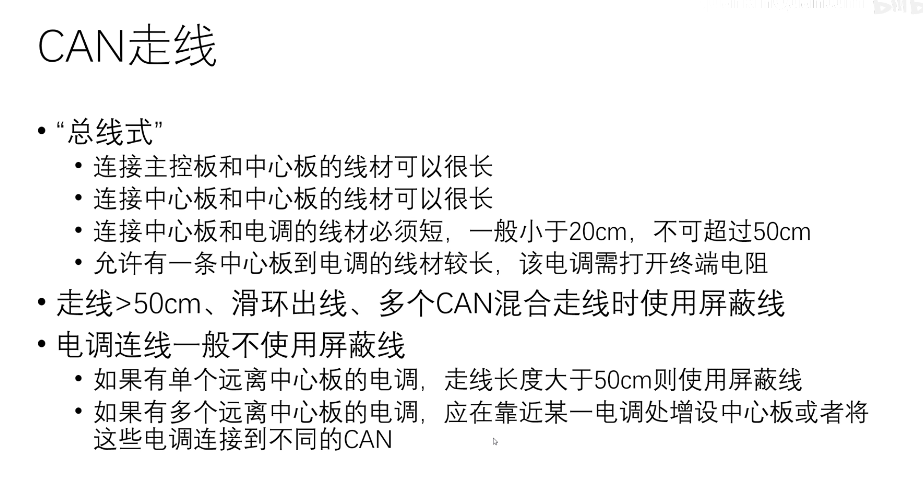 CAN走线
• “总线式”
• 连接主控板和中心板的线材可以很长
• 连接中心板和中心板的线材可以很长
• 连接中心板和电调的线材必须短，一般小于20cm，不可超过50cm
• 允许有一条中心板到电调的线材较长，该电调需打开终端电阻
• 走线>50cm、滑环出线、多个CAN混合走线时使用屏蔽线
• 电调连线一般不使用屏蔽线
• 如果有单个远离中心板的电调，走线长度大于50cm则使用屏蔽线
• 如果有多个远离中心板的电调，应在靠近某一电调处增设中心板或者将
这些电调连接到不同的CAN